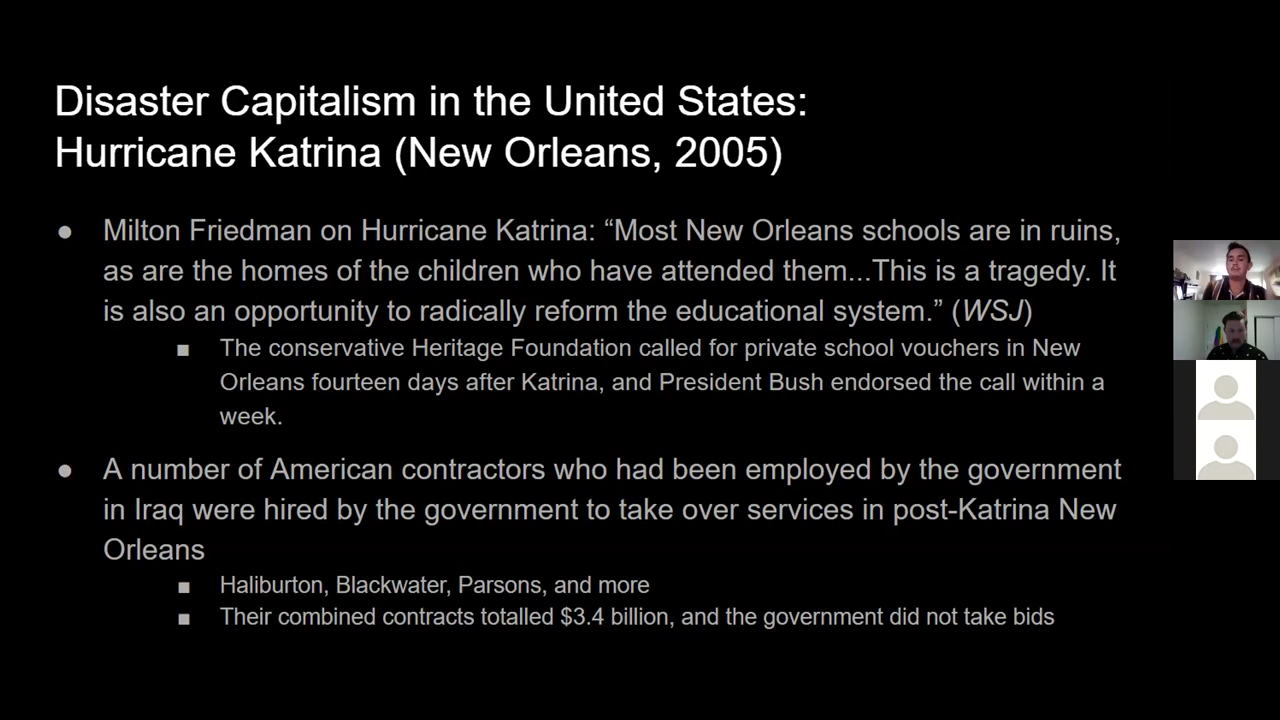 Disaster Capitalism in the United States:
Hurricane Katrina (New Orleans, 2005)
● Milton Friedman on Hurricane Katrina: “Most New Orleans schools are in ruins,
as are the homes of the children who have attended them...This is a tragedy. It
is also an opportunity to radically reform the educational system.” (WSJ)
■ The conservative Heritage Foundation called for private school vouchers in New
Orleans fourteen days after Katrina, and President Bush endorsed the call within a
week.
● A number of American contractors who had been employed by the government
in Iraq were hired by the government to take over services in post-Katrina New
Orleans
■ Haliburton, Blackwater, Parsons, and more
■ Their combined contracts totalled $3.4 billion, and the government did not take bids